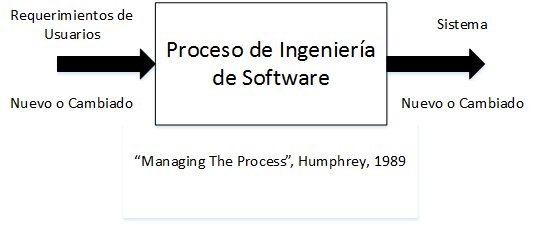 Requerimientos de
Usuarios
Nuevo o Cambiado
Proceso de Ingeniería
de Software
Sistema
Nuevo o Cambiado
“Managing The Process”, Humphrey, 1989